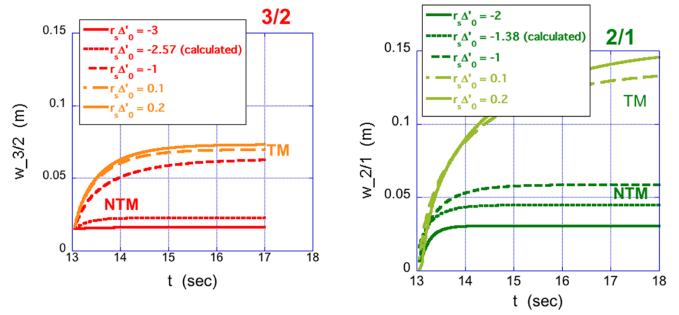 3/2
r_sΔ'_0 = -3
r_sΔ'_0 = -2.57 (calculated)
r_sΔ'_0 = -1
r_sΔ'_0 = 0.1
r_sΔ'_0 = 0.2
0.15
0.1
0.05
0
w_3/2 (m)
TM
NTM
13 14 15 16 17 18
t (sec)
2/1
r_sΔ'_0 = -2
r_sΔ'_0 = -1.38 (calculated)
r_sΔ'_0 = -1
r_sΔ'_0 = 0.1
r_sΔ'_0 = 0.2
0.15
0.1
0.05
0
w_2/1 (m)
TM
NTM
13 14 15 16 17 18
t (sec)